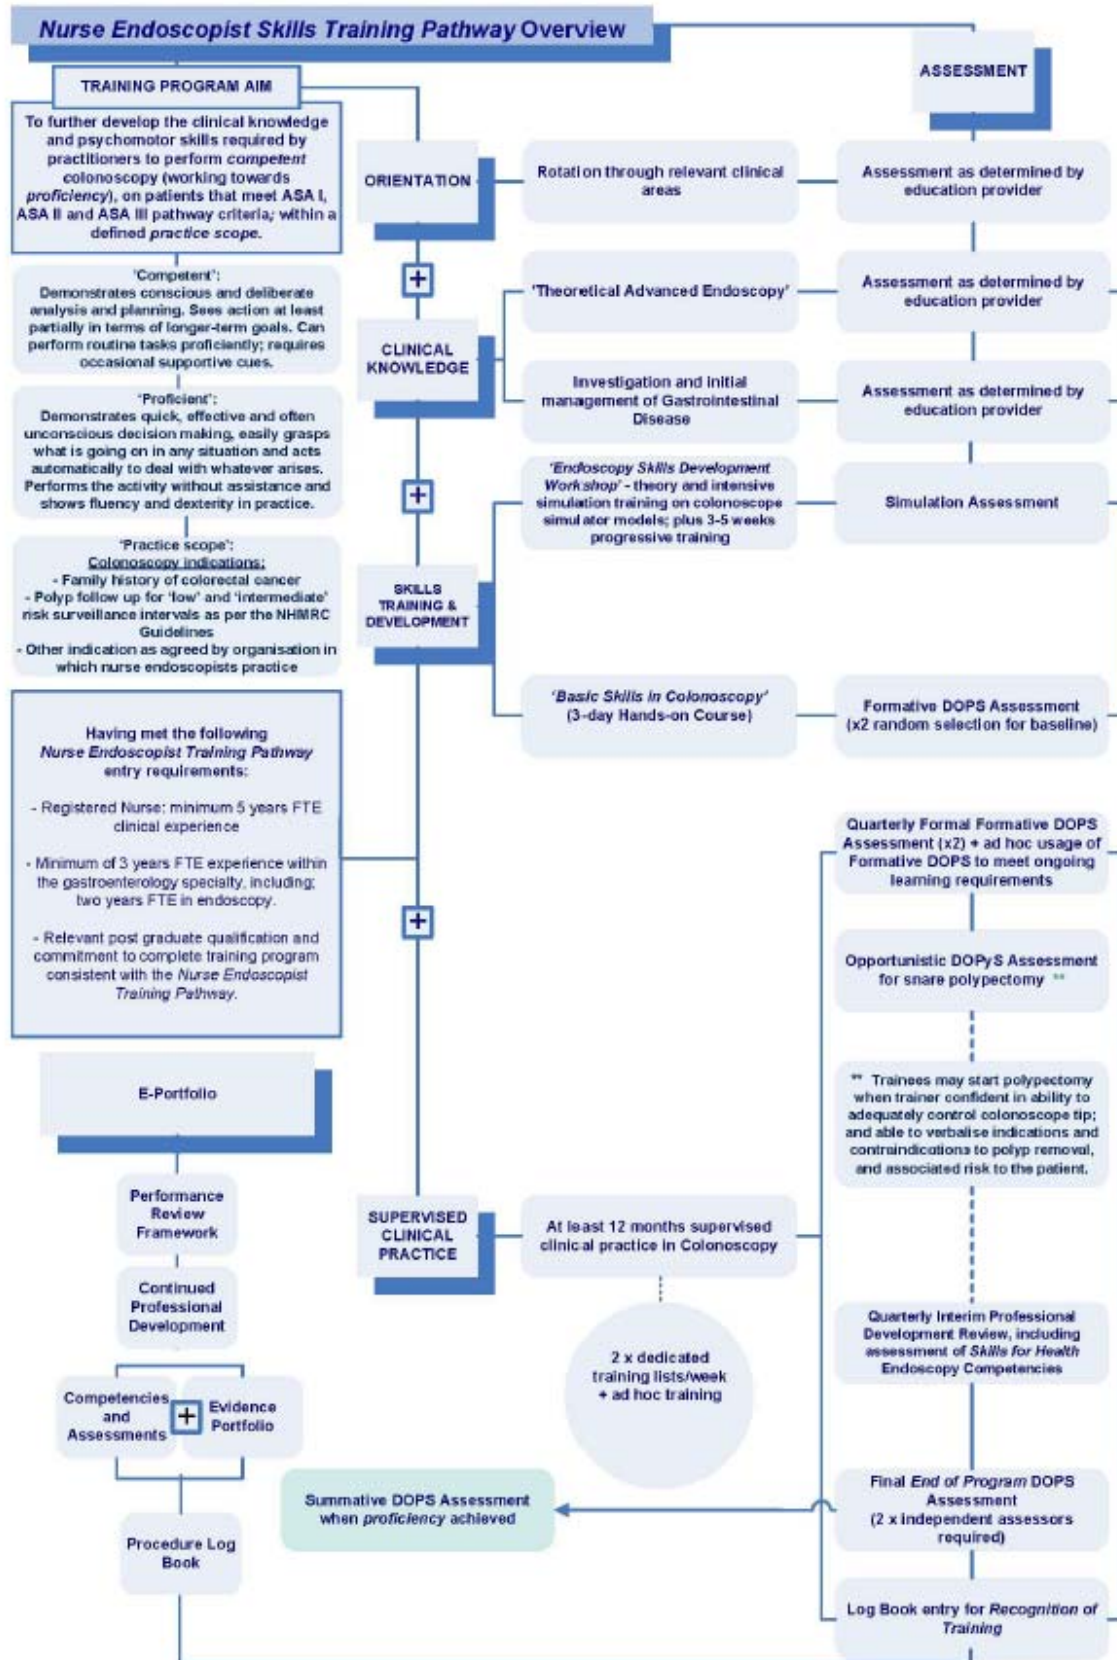 Nurse Endoscopist Skills Training Pathway Overview
TRAINING PROGRAM AIM
To further develop the clinical knowledge
and psychomotor skills required by
practitioners to perform competent
colonoscopy (working towards
proficiency), on patients that meet ASA I,
ASA II and ASA III pathway criteria; within a
defined practice scope.
'Competent':
Demonstrates conscious and deliberate
analysis and planning. Sees action at least
partially in terms of longer-term goals. Can
perform routine tasks proficiently; requires
occasional supportive cues.
'Proficient':
Demonstrates quick, effective and often
unconscious decision making, easily grasps
what is going on in any situation and acts
automatically to deal with whatever arises.
Performs the activity without assistance and
shows fluency and dexterity in practice.
'Practice scope':
Colonoscopy indications:
- Family history of colorectal cancer
- Polyp follow up for 'low' and 'intermediate'
risk surveillance intervals as per the NHMRC
Guidelines
- Other indication as agreed by organisation in
which nurse endoscopists practice
Having met the following
Nurse Endoscopist Training Pathway
entry requirements:
- Registered Nurse: minimum 5 years FTE
clinical experience
- Minimum of 3 years FTE experience within
the gastroenterology specialty, including;
two years FTE in endoscopy.
- Relevant post graduate qualification and
commitment to complete training program
consistent with the Nurse Endoscopist
Training Pathway.
E-Portfolio
Performance
Review
Framework
Continued
Professional
Development
Competencies
and
Assessments
+
Evidence
Portfolio
Procedure Log
Book
ORIENTATION
+
CLINICAL
KNOWLEDGE
+
SKILLS
TRAINING &
DEVELOPMENT
+
SUPERVISED
CLINICAL
PRACTICE
Rotation through relevant clinical
areas
'Theoretical Advanced Endoscopy'
Investigation and initial
management of Gastrointestinal
Disease
'Endoscopy Skills Development
Workshop' - theory and intensive
simulation training on colonoscope
simulator models; plus 3-5 weeks
progressive training
'Basic Skills in Colonoscopy'
(3-day Hands-on Course)
At least 12 months supervised
clinical practice in Colonoscopy
2 x dedicated
training lists/week
+ ad hoc training
Summative DOPS Assessment
when proficiency achieved
ASSESSMENT
Assessment as determined by
education provider
Assessment as determined by
education provider
Assessment as determined by
education provider
Simulation Assessment
Formative DOPS Assessment
(x2 random selection for baseline)
Quarterly Formal Formative DOPS
Assessment (x2) + ad hoc usage of
Formative DOPS to meet ongoing
learning requirements
Opportunistic DOPyS Assessment
for snare polypectomy **
** Trainees may start polypectomy
when trainer confident in ability to
adequately control colonoscope tip;
and able to verbalise indications and
contraindications to polyp removal,
and associated risk to the patient.
Quarterly Interim Professional
Development Review, including
assessment of Skills for Health
Endoscopy Competencies
Final End of Program DOPS
Assessment
(2 x independent assessors
required)
Log Book entry for Recognition of
Training